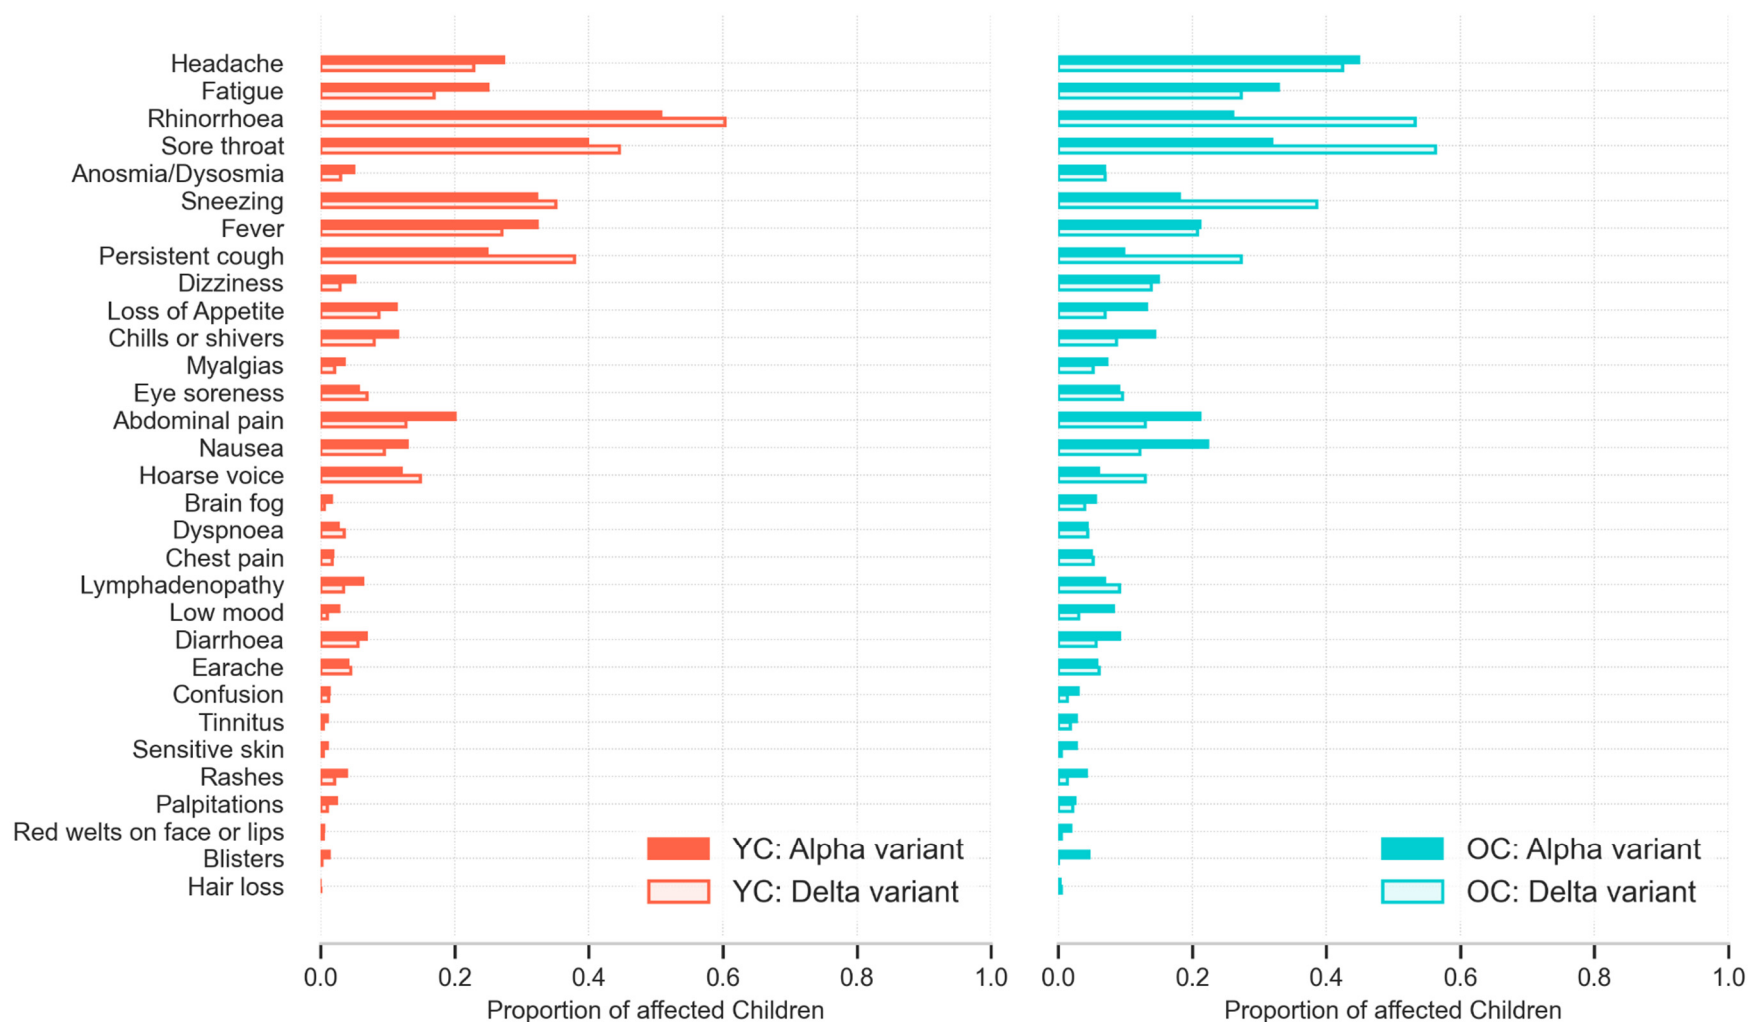 Headache
Fatigue
Rhinorrhoea
Sore throat
Anosmia/Dysosmia
Sneezing
Fever
Persistent cough
Dizziness
Loss of Appetite
Chills or shivers
Myalgias
Eye soreness
Abdominal pain
Nausea
Hoarse voice
Brain fog
Dyspnoea
Chest pain
Lymphadenopathy
Low mood
Diarrhoea
Earache
Confusion
Tinnitus
Sensitive skin
Rashes
Palpitations
Red welts on face or lips
Blisters
Hair loss
YC: Alpha variant
YC: Delta variant
0.0 0.2 0.4 0.6 0.8 1.0
Proportion of affected Children
OC: Alpha variant
OC: Delta variant
0.0 0.2 0.4 0.6 0.8 1.0
Proportion of affected Children